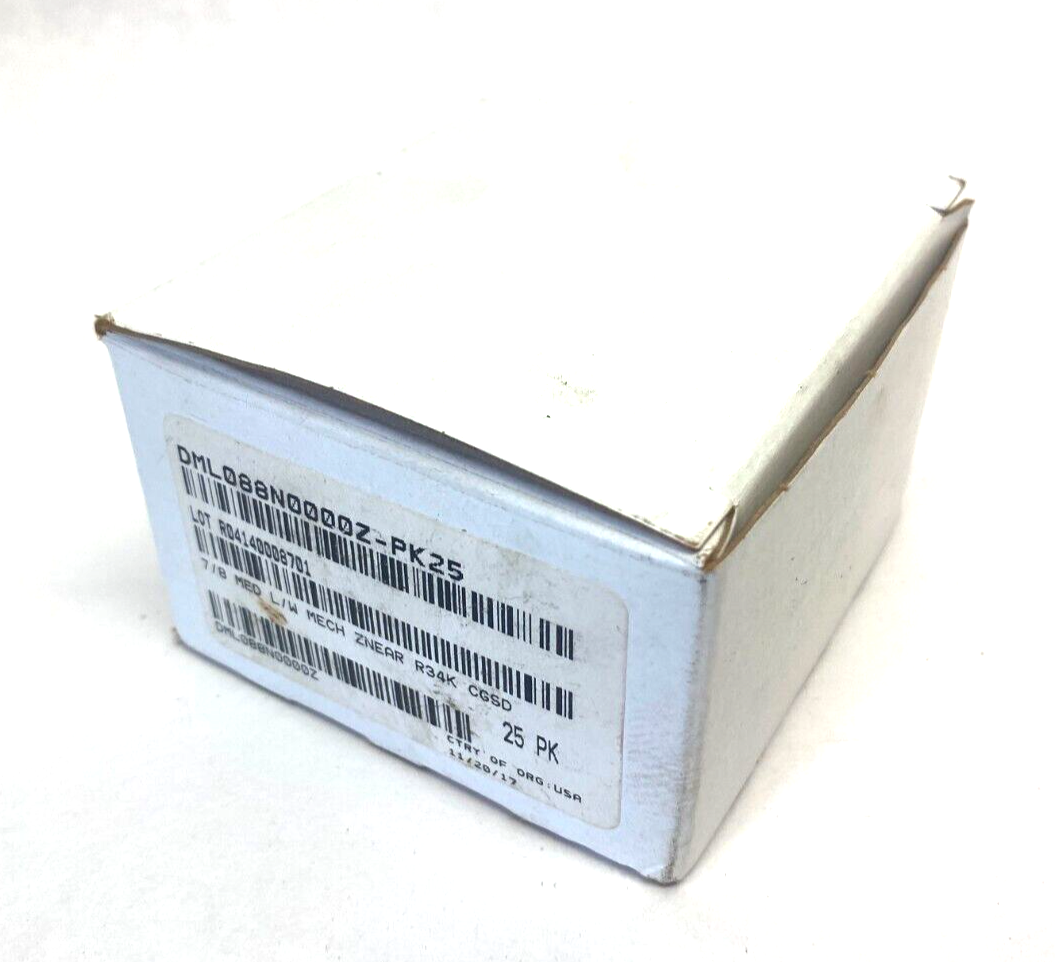 DML088N0000Z-PK25
LOT R04140008701
7/8 MED L/W MECH ZNEAR R34K CGSD
DML088N0000Z
25 PK
CTRY OF ORG:USA
11/20/17